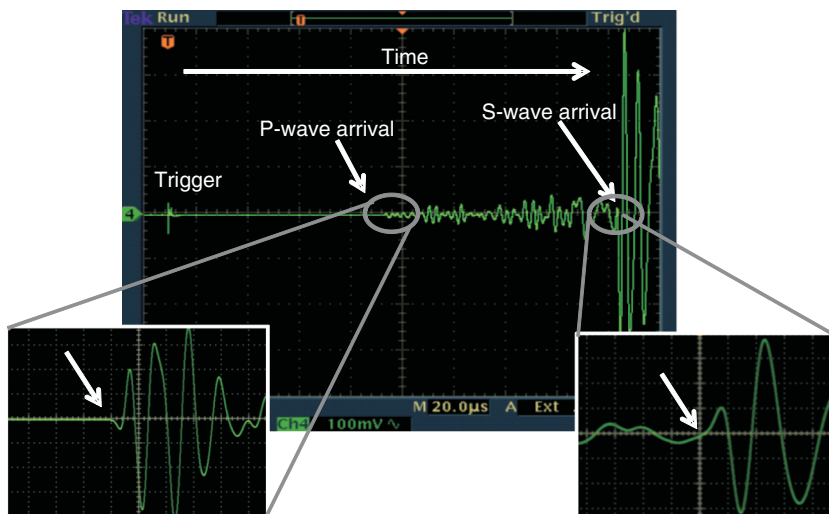 Tek Run Trig'd
T
T
Time
S-wave arrival
P-wave arrival
Trigger
4
M 20.0µs A Ext
Ch4 100mV ∿